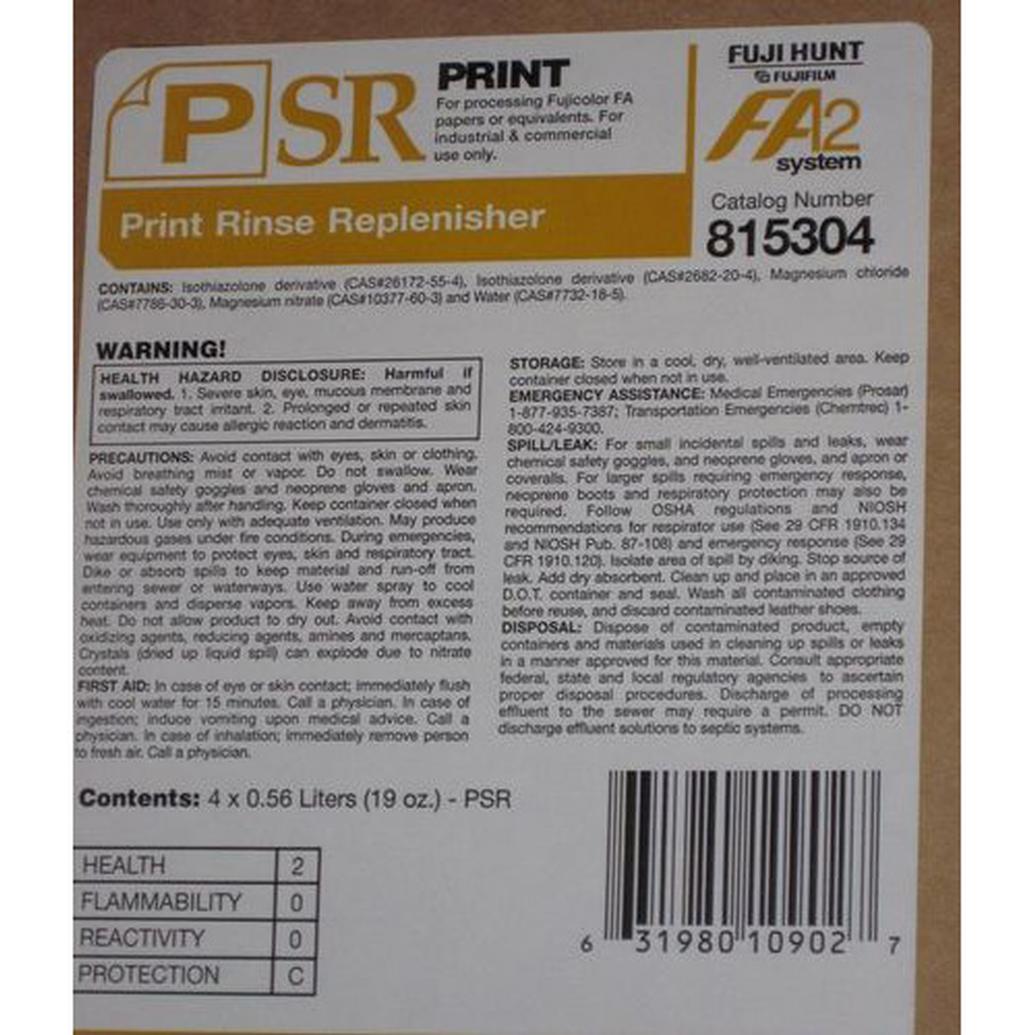 P SR PRINT
For processing Fujicolor FA
papers or equivalents. For
industrial & commercial
use only.
Print Rinse Replenisher
FUJI HUNT
FUJIFILM
FA2
system
Catalog Number
815304
CONTAINS: Isothiazolone derivative (CAS#26172-55-4), Isothiazolone derivative (CAS#2682-20-4), Magnesium chloride
(CAS#7786-30-3), Magnesium nitrate (CAS#10377-60-3) and Water (CAS#7732-18-5).
WARNING!
HEALTH HAZARD DISCLOSURE: Harmful if
swallowed. 1. Severe skin, eye, mucous membrane and
respiratory tract irritant. 2. Prolonged or repeated skin
contact may cause allergic reaction and dermatitis.
PRECAUTIONS: Avoid contact with eyes, skin or clothing.
Avoid breathing mist or vapor. Do not swallow. Wear
chemical safety goggles and neoprene gloves and apron.
Wash thoroughly after handling. Keep container closed when
not in use. Use only with adequate ventilation. May produce
hazardous gases under fire conditions. During emergencies,
wear equipment to protect eyes, skin and respiratory tract.
Dike or absorb spills to keep material and run-off from
entering sewer or waterways. Use water spray to cool
containers and disperse vapors. Keep away from excess
heat. Do not allow product to dry out. Avoid contact with
oxidizing agents, reducing agents, amines and mercaptans.
Crystals (dried up liquid spill) can explode due to nitrate
content.
FIRST AID: In case of eye or skin contact; immediately flush
with cool water for 15 minutes. Call a physician. In case of
ingestion; induce vomiting upon medical advice. Call a
physician. In case of inhalation; immediately remove person
to fresh air. Call a physician.
STORAGE: Store in a cool, dry, well-ventilated area. Keep
container closed when not in use.
EMERGENCY ASSISTANCE: Medical Emergencies (Prosar)
1-877-935-7387; Transportation Emergencies (Chemtrec) 1-
800-424-9300.
SPILL/LEAK: For small incidental spills and leaks, wear
chemical safety goggles, and neoprene gloves, and apron or
coveralls. For larger spills requiring emergency response,
neoprene boots and respiratory protection may also be
required. Follow OSHA regulations and NIOSH
recommendations for respirator use (See 29 CFR 1910.134
and NIOSH Pub. 87-108) and emergency response (See 29
CFR 1910.120). Isolate area of spill by diking. Stop source of
leak. Add dry absorbent. Clean up and place in an approved
D.O.T. container and seal. Wash all contaminated clothing
before reuse, and discard contaminated leather shoes.
DISPOSAL: Dispose of contaminated product, empty
containers and materials used in cleaning up spills or leaks
in a manner approved for this material. Consult appropriate
federal, state and local regulatory agencies to ascertain
proper disposal procedures. Discharge of processing
effluent to the sewer may require a permit. DO NOT
discharge effluent solutions to septic systems.
Contents: 4 x 0.56 Liters (19 oz.) - PSR
HEALTH 2
FLAMMABILITY 0
REACTIVITY 0
PROTECTION C
6 31980 10902 7